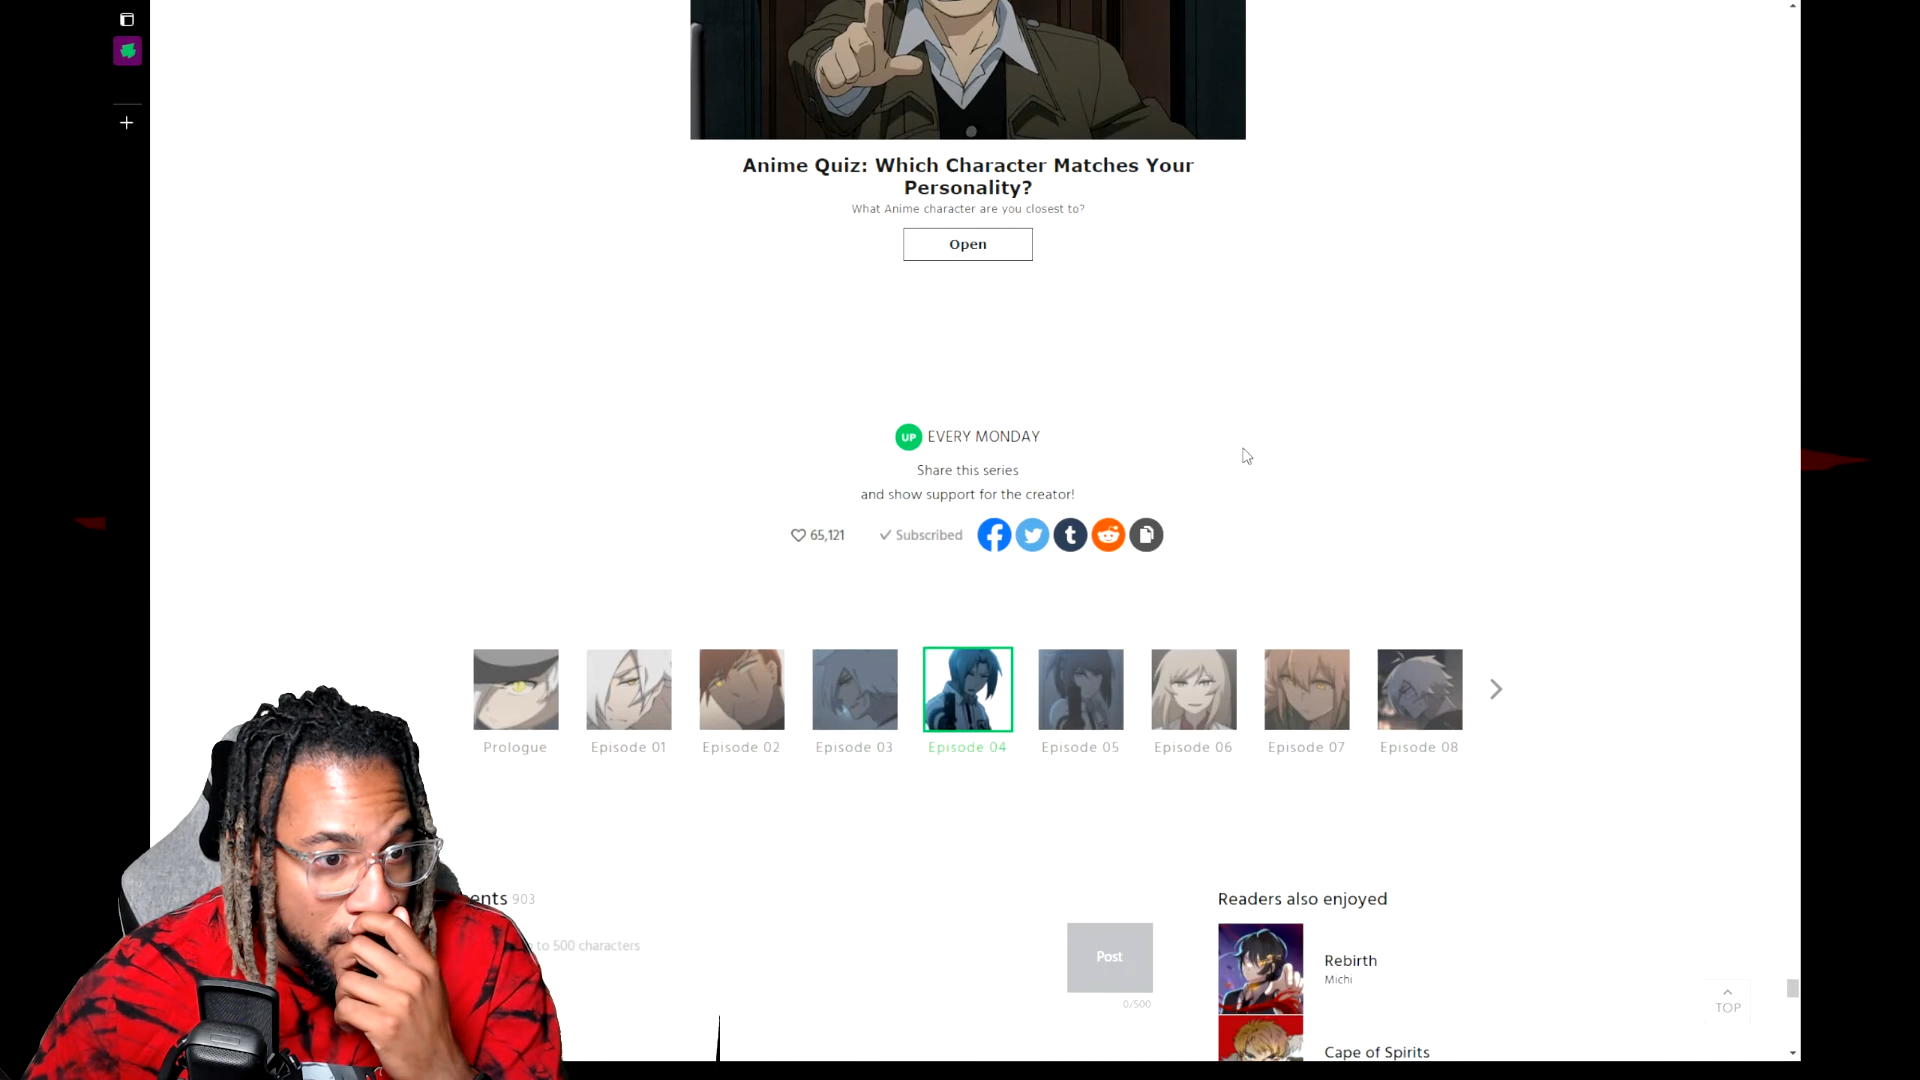 Anime Quiz: Which Character Matches Your
Personality?
What Anime character are you closest to?
Open
UP EVERY MONDAY
Share this series
and show support for the creator!
65,121 Subscribed
Prologue Episode 01 Episode 02 Episode 03 Episode 04 Episode 05 Episode 06 Episode 07 Episode 08
ents 903
to 500 characters
Post
0/500
Readers also enjoyed
Rebirth
Michi
Cape of Spirits
TOP